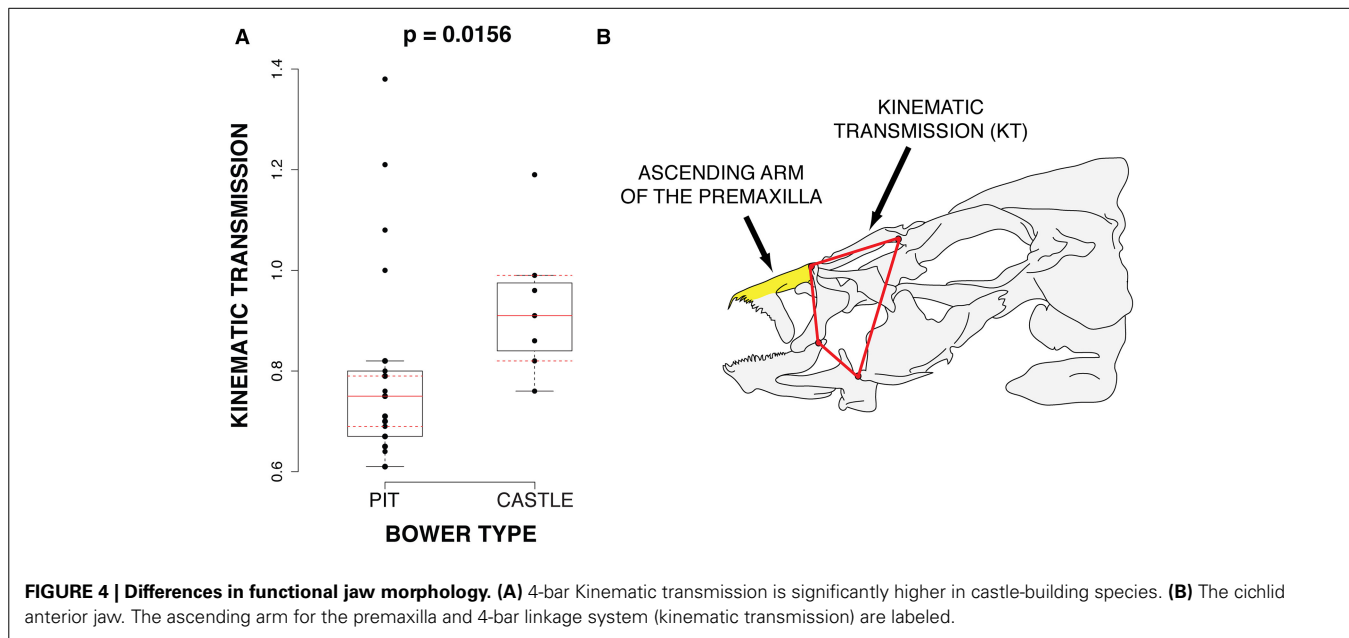 A
p = 0.0156
B
KINEMATIC TRANSMISSION
1.4
1.2
1.0
0.8
0.6
PIT
CASTLE
BOWER TYPE
KINEMATIC
TRANSMISSION (KT)
ASCENDING ARM
OF THE PREMAXILLA
FIGURE 4 | Differences in functional jaw morphology. (A) 4-bar Kinematic transmission is significantly higher in castle-building species. (B) The cichlid
anterior jaw. The ascending arm for the premaxilla and 4-bar linkage system (kinematic transmission) are labeled.